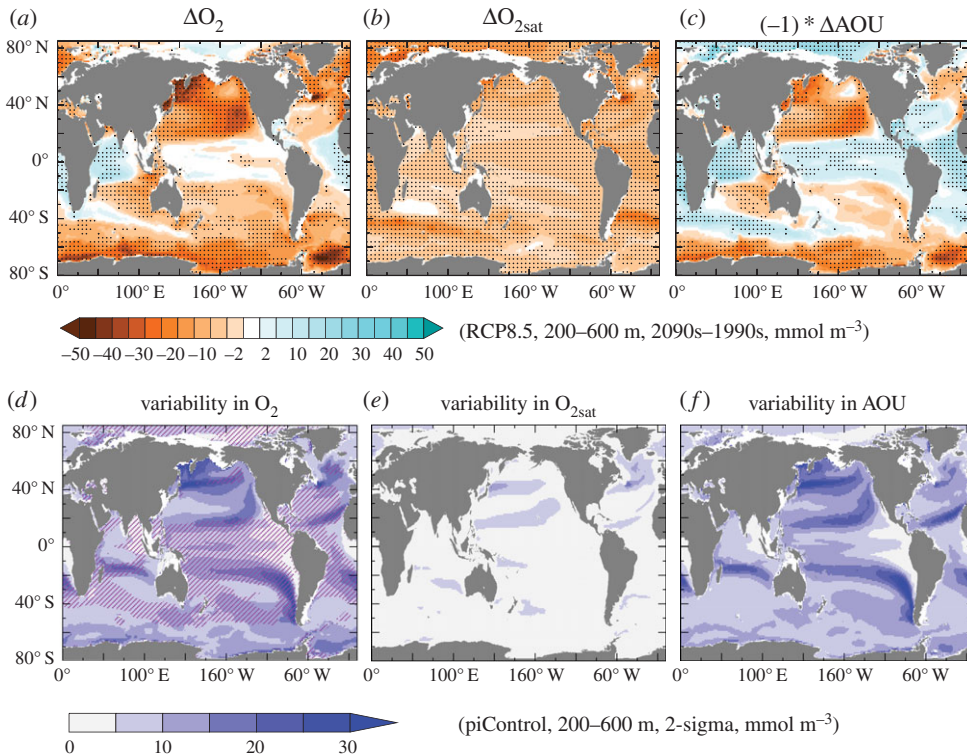 (a) ΔO2 (b) ΔO2sat (c) (–1) * ΔAOU
80° N
40° N
0°
40° S
80° S
0° 100° E 160° W 60° W 0° 100° E 160° W 60° W 0° 100° E 160° W 60° W
–50 –40 –30 –20 –10 –2 2 10 20 30 40 50
(RCP8.5, 200–600 m, 2090s–1990s, mmol m–3)
(d) variability in O2 (e) variability in O2sat (f) variability in AOU
80° N
40° N
0°
40° S
80° S
0° 100° E 160° W 60° W 0° 100° E 160° W 60° W 0° 100° E 160° W 60° W
0 10 20 30
(piControl, 200–600 m, 2-sigma, mmol m–3)